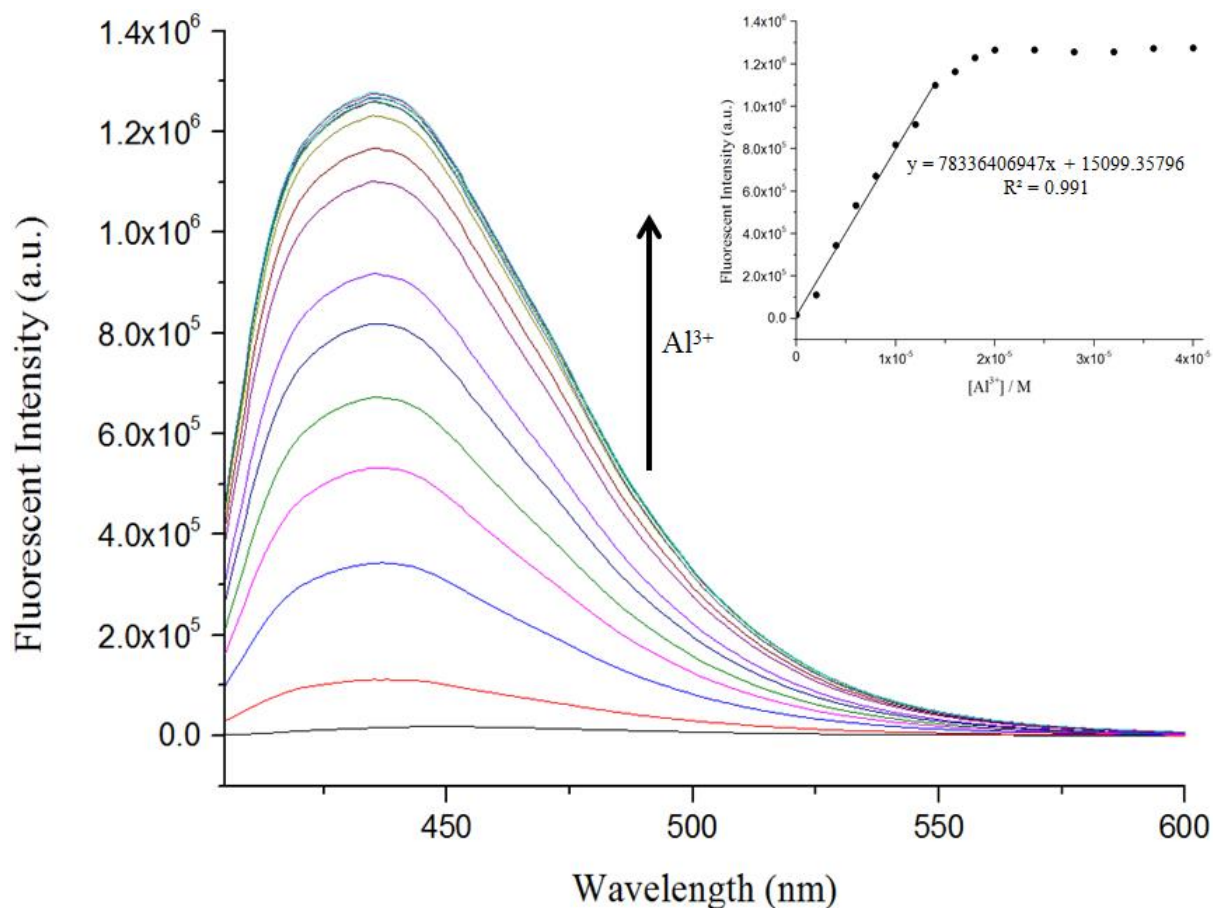 1.4x10⁶
1.2x10⁶
1.0x10⁶
8.0x10⁵
6.0x10⁵
4.0x10⁵
2.0x10⁵
0.0
Fluorescent Intensity (a.u.)
450
500
550
600
Wavelength (nm)
Al³⁺
1.4x10⁶
1.2x10⁶
1.0x10⁶
8.0x10⁵
6.0x10⁵
4.0x10⁵
2.0x10⁵
0.0
Fluorescent Intensity (a.u.)
y = 78336406947x + 15099.35796
R² = 0.991
0
1x10⁻⁵
2x10⁻⁵
3x10⁻⁵
4x10⁻⁵
[Al³⁺] / M